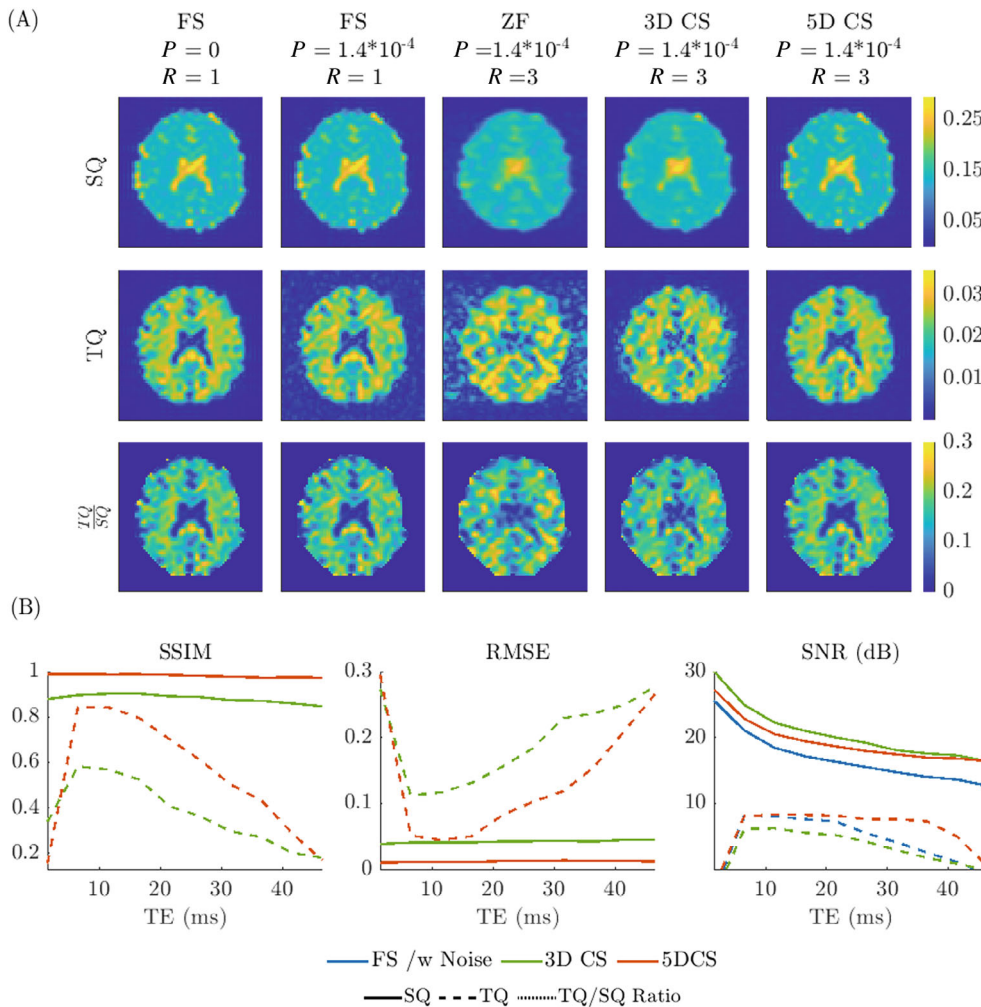 (A)
FS FS ZF 3D CS 5D CS
P = 0 P = 1.4*10-4 P =1.4*10-4 P = 1.4*10-4 P = 1.4*10-4
R = 1 R = 1 R =3 R = 3 R = 3
SQ
0.25
0.15
0.05
TQ
0.03
0.02
0.01
TQ
SQ
0.3
0.2
0.1
0
(B)
SSIM RMSE SNR (dB)
1 0.3 30
0.8
0.2 20
0.6
0.4 0.1 10
0.2
0
10 20 30 40 10 20 30 40 10 20 30 40
TE (ms) TE (ms) TE (ms)
FS /w Noise 3D CS 5DCS
SQ TQ TQ/SQ Ratio